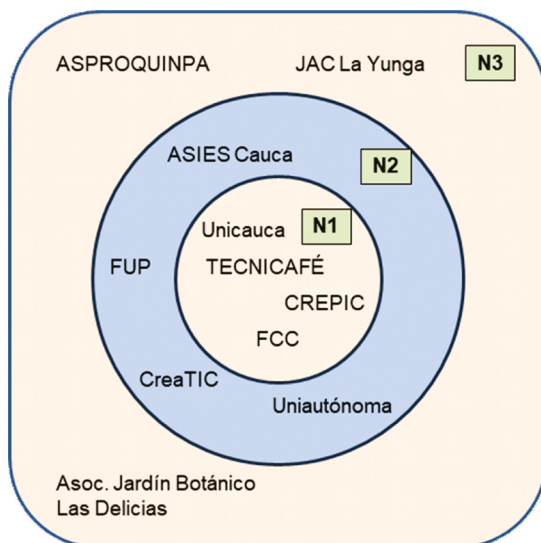 ASPROQUINPA
JAC La Yunga
N3
ASIES Cauca
N2
Unicauca
N1
FUP
TECNICAFÉ
CREPIC
FCC
CreaTIC
Uniautónoma
Asoc. Jardín Botánico
Las Delicias